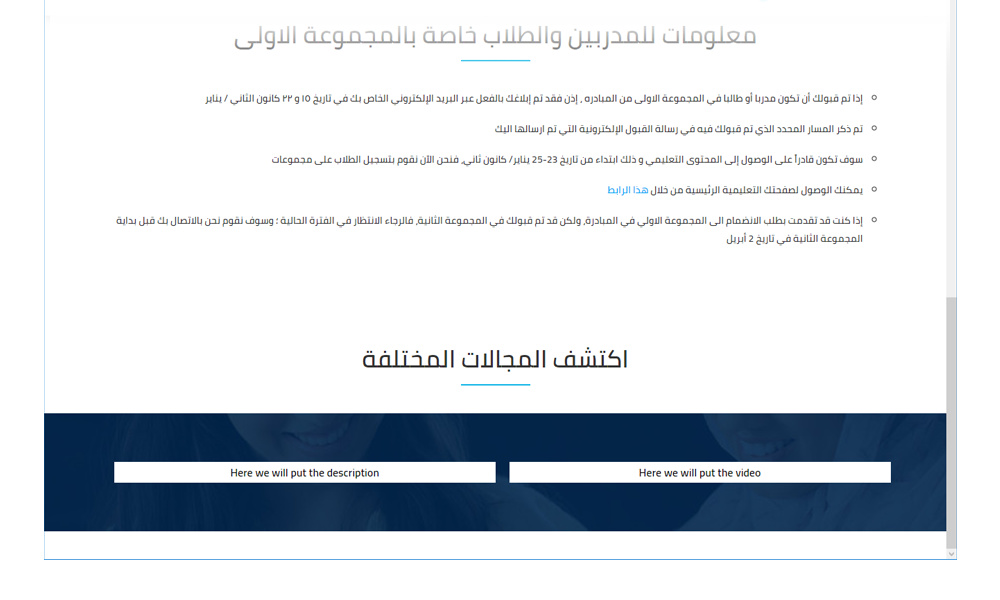 معلومات للمدربين والطلاب خاصة بالمجموعة الاولى
إذا تم قبولك أن تكون مدربا أو طالبا في المجموعة الاولى من المبادره ، إذن فقد تم إبلاغك بالفعل عبر البريد الإلكتروني الخاص بك في تاريخ ١٥ و ٢٢ كانون الثاني / يناير
تم ذكر المسار المحدد الذي تم قبولك فيه في رسالة القبول الإلكترونية التي تم ارسالها اليك
سوف تكون قادراً على الوصول إلى المحتوى التعليمي و ذلك ابتداء من تاريخ 23-25 يناير/ كانون ثاني، فنحن الآن نقوم بتسجيل الطلاب على مجموعات
يمكنك الوصول لصفحتك التعليمية الرئيسية من خلال هذا الرابط
إذا كنت قد تقدمت بطلب الانضمام الى المجموعة الاولي في المبادرة، ولكن قد تم قبولك في المجموعة الثانية، فالرجاء الانتظار في الفترة الحالية ؛ وسوف نقوم نحن بالاتصال بك قبل بداية
المجموعة الثانية في تاريخ 2 أبريل
اكتشف المجالات المختلفة
Here we will put the video
Here we will put the description